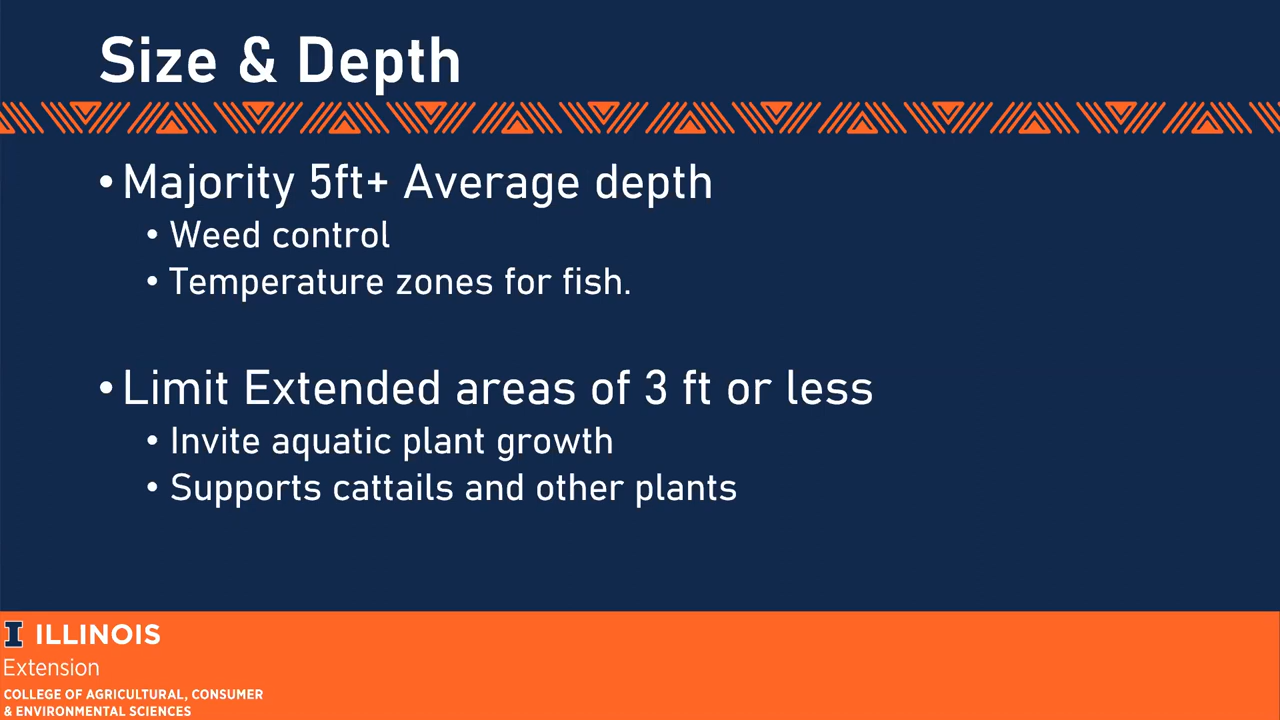 Size & Depth
• Majority 5ft+ Average depth
• Weed control
• Temperature zones for fish.
• Limit Extended areas of 3 ft or less
• Invite aquatic plant growth
• Supports cattails and other plants
I ILLINOIS
Extension
COLLEGE OF AGRICULTURAL, CONSUMER
& ENVIRONMENTAL SCIENCES